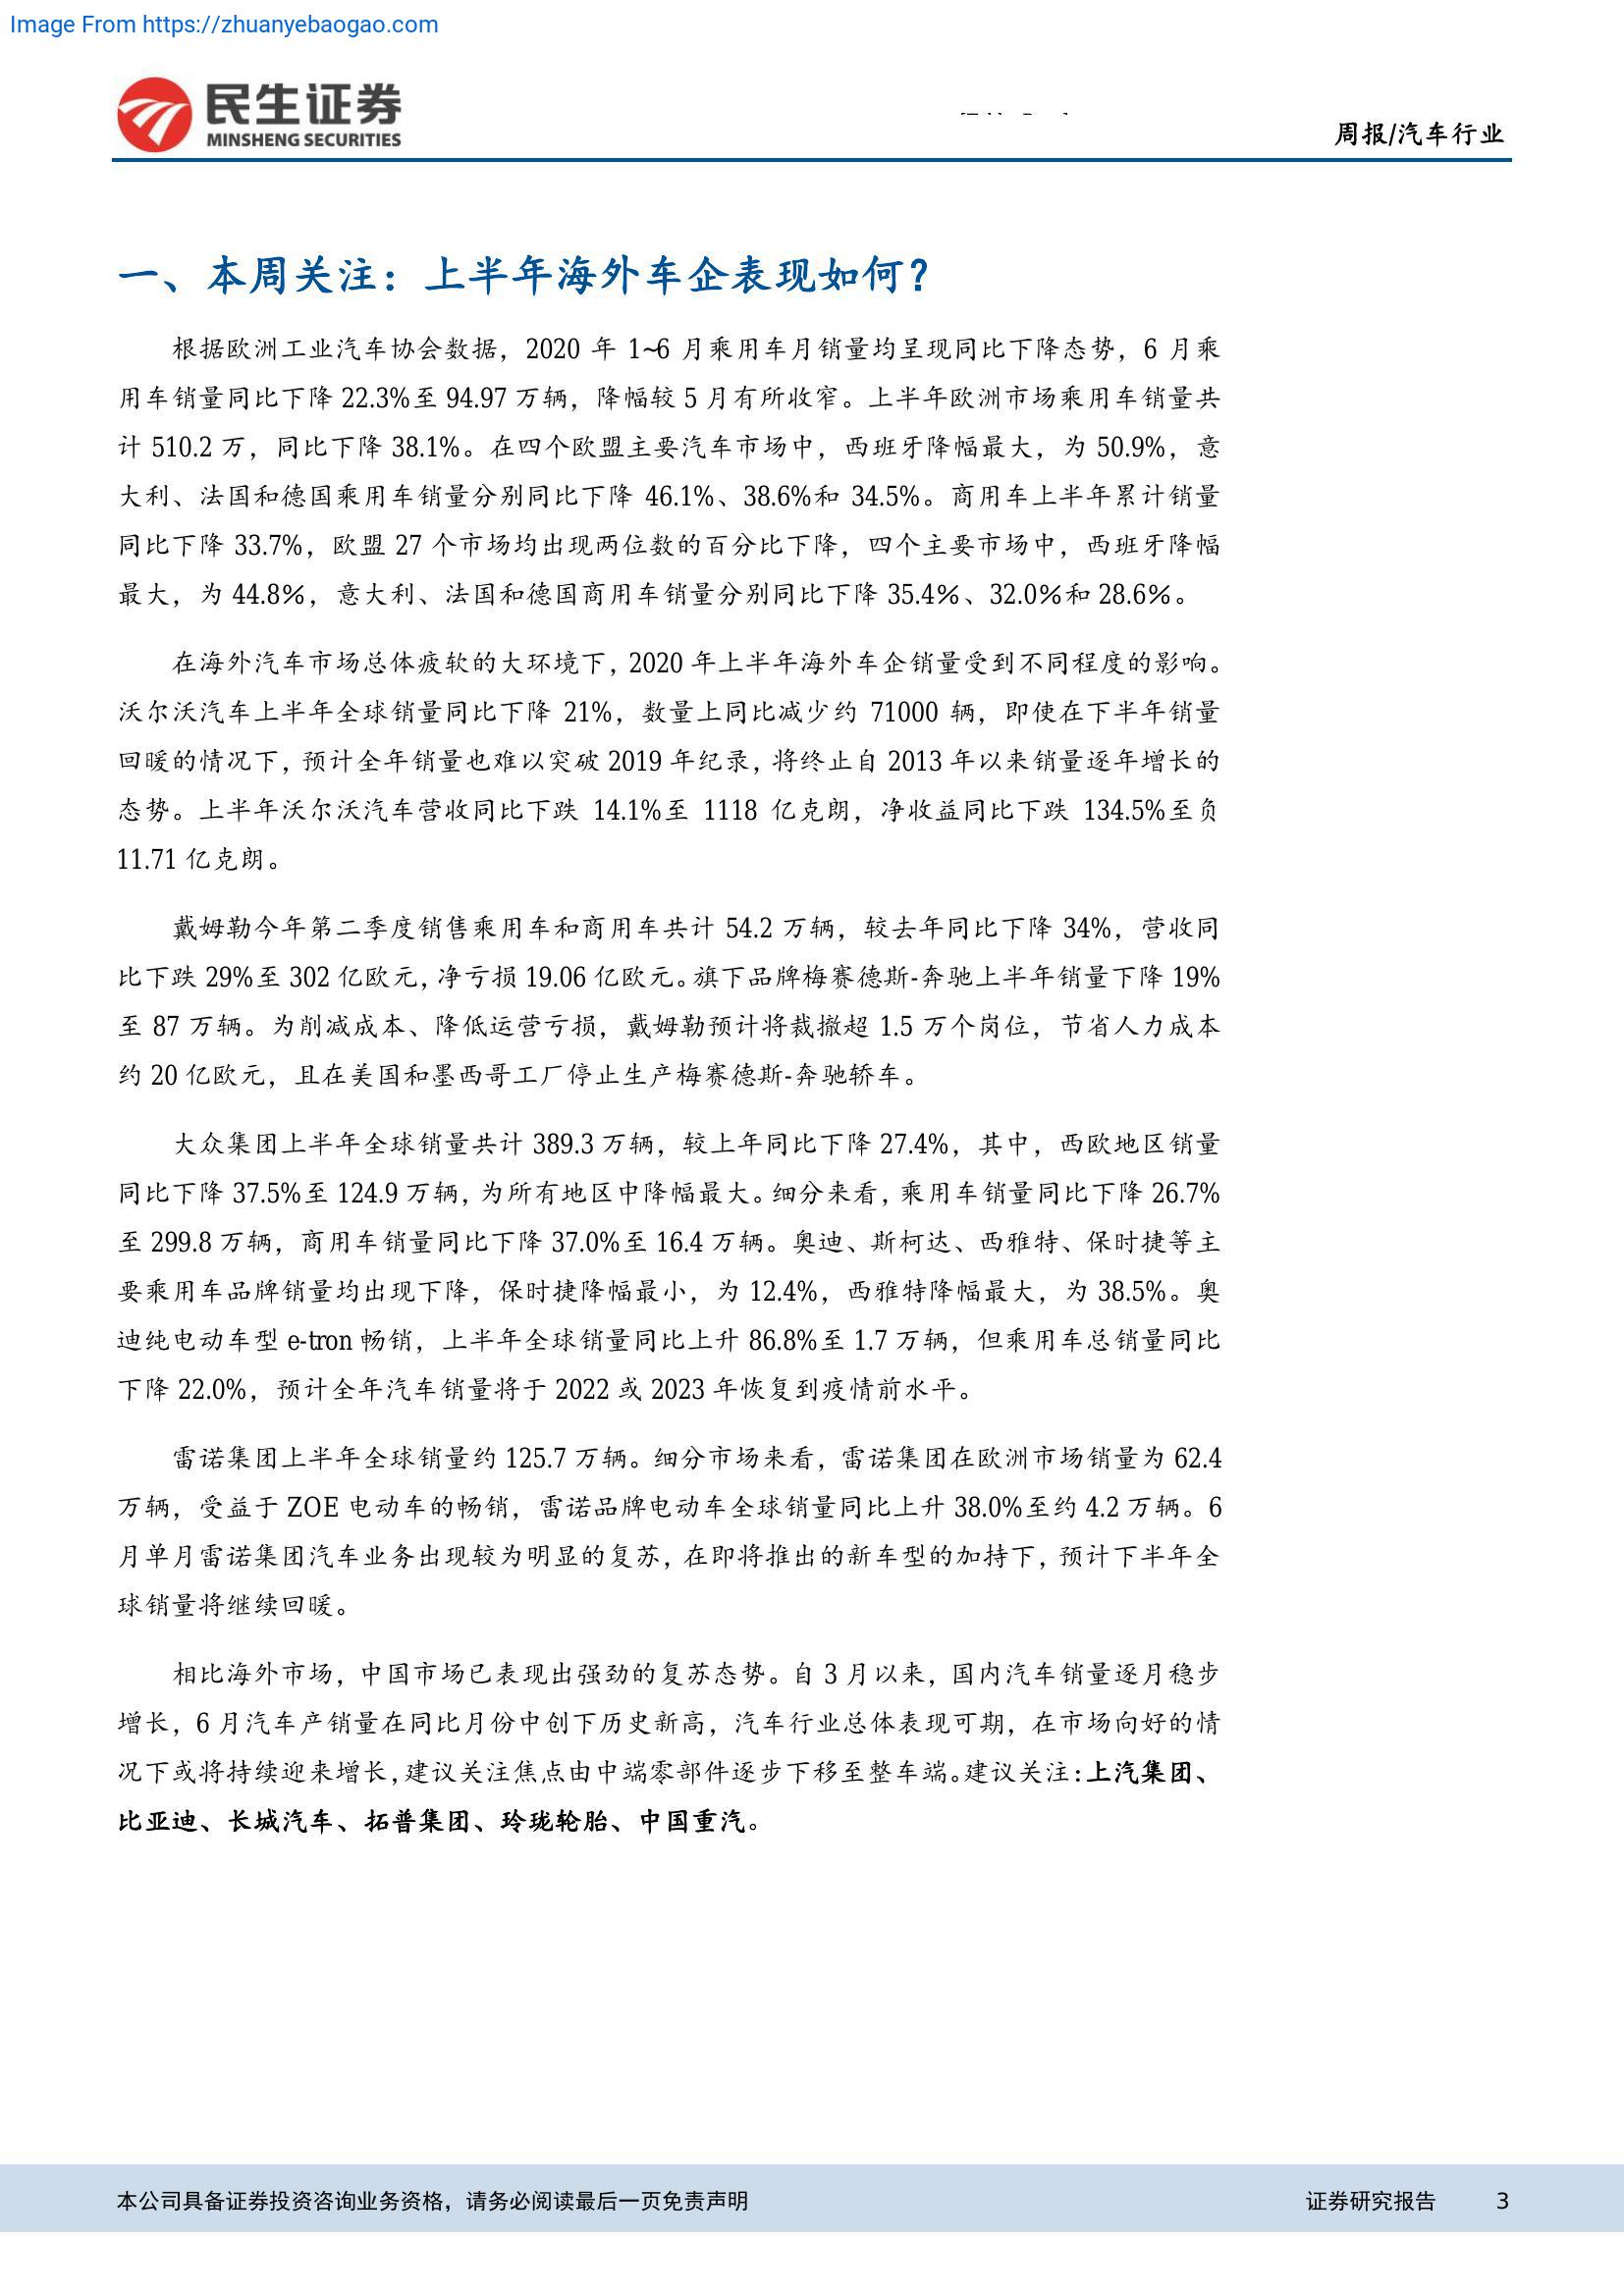 Image From https://zhuanyebaogao.com
民生证券
MINSHENG SECURITIES
周报/汽车行业
一、本周关注：上半年海外车企表现如何？
根据欧洲工业汽车协会数据，2020 年 1~6 月乘用车月销量均呈现同比下降态势，6 月乘
用车销量同比下降 22.3%至 94.97 万辆，降幅较 5 月有所收窄。上半年欧洲市场乘用车销量共
计 510.2 万，同比下降 38.1%。在四个欧盟主要汽车市场中，西班牙降幅最大，为 50.9%，意
大利、法国和德国乘用车销量分别同比下降 46.1%、38.6%和 34.5%。商用车上半年累计销量
同比下降 33.7%，欧盟 27 个市场均出现两位数的百分比下降，四个主要市场中，西班牙降幅
最大，为 44.8%，意大利、法国和德国商用车销量分别同比下降 35.4%、32.0%和 28.6%。
在海外汽车市场总体疲软的大环境下，2020 年上半年海外车企销量受到不同程度的影响。
沃尔沃汽车上半年全球销量同比下降 21%，数量上同比减少约 71000 辆，即使在下半年销量
回暖的情况下，预计全年销量也难以突破 2019 年纪录，将终止自 2013 年以来销量逐年增长的
态势。上半年沃尔沃汽车营收同比下跌 14.1%至 1118 亿克朗，净收益同比下跌 134.5%至负
11.71 亿克朗。
戴姆勒今年第二季度销售乘用车和商用车共计 54.2 万辆，较去年同比下降 34%，营收同
比下跌 29%至 302 亿欧元，净亏损 19.06 亿欧元。旗下品牌梅赛德斯-奔驰上半年销量下降 19%
至 87 万辆。为削减成本、降低运营亏损，戴姆勒预计将裁撤超 1.5 万个岗位，节省人力成本
约 20 亿欧元，且在美国和墨西哥工厂停止生产梅赛德斯-奔驰轿车。
大众集团上半年全球销量共计 389.3 万辆，较上年同比下降 27.4%，其中，西欧地区销量
同比下降 37.5%至 124.9 万辆，为所有地区中降幅最大。细分来看，乘用车销量同比下降 26.7%
至 299.8 万辆，商用车销量同比下降 37.0%至 16.4 万辆。奥迪、斯柯达、西雅特、保时捷等主
要乘用车品牌销量均出现下降，保时捷降幅最小，为 12.4%，西雅特降幅最大，为 38.5%。奥
迪纯电动车型 e-tron 畅销，上半年全球销量同比上升 86.8%至 1.7 万辆，但乘用车总销量同比
下降 22.0%，预计全年汽车销量将于 2022 或 2023 年恢复到疫情前水平。
雷诺集团上半年全球销量约 125.7 万辆。细分市场来看，雷诺集团在欧洲市场销量为 62.4
万辆，受益于 ZOE 电动车的畅销，雷诺品牌电动车全球销量同比上升 38.0%至约 4.2 万辆。6
月单月雷诺集团汽车业务出现较为明显的复苏，在即将推出的新车型的加持下，预计下半年全
球销量将继续回暖。
相比海外市场，中国市场已表现出强劲的复苏态势。自 3 月以来，国内汽车销量逐月稳步
增长，6 月汽车产销量在同比月份中创下历史新高，汽车行业总体表现可期，在市场向好的情
况下或将持续迎来增长，建议关注焦点由中端零部件逐步下移至整车端。建议关注：上汽集团、
比亚迪、长城汽车、拓普集团、玲珑轮胎、中国重汽。
本公司具备证券投资咨询业务资格，请务必阅读最后一页免责声明
证券研究报告 3